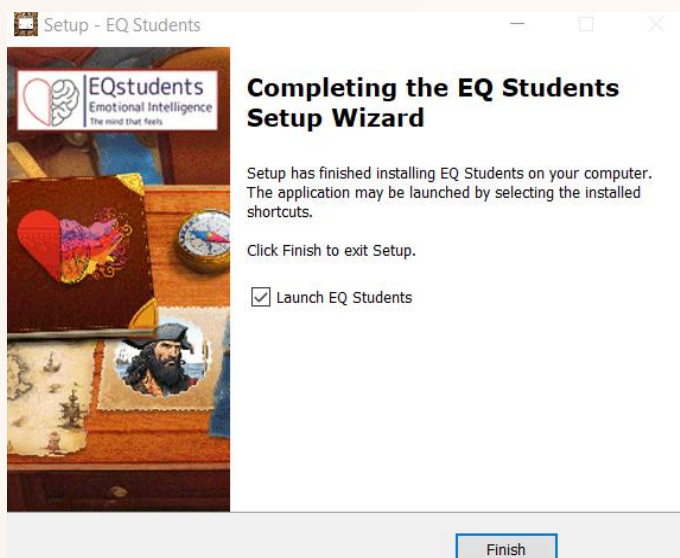 Setup - EQ Students
EQstudents
Emotional Intelligence
The mind that feels
Completing the EQ Students
Setup Wizard
Setup has finished installing EQ Students on your computer.
The application may be launched by selecting the installed
shortcuts.
Click Finish to exit Setup.
Launch EQ Students
Finish